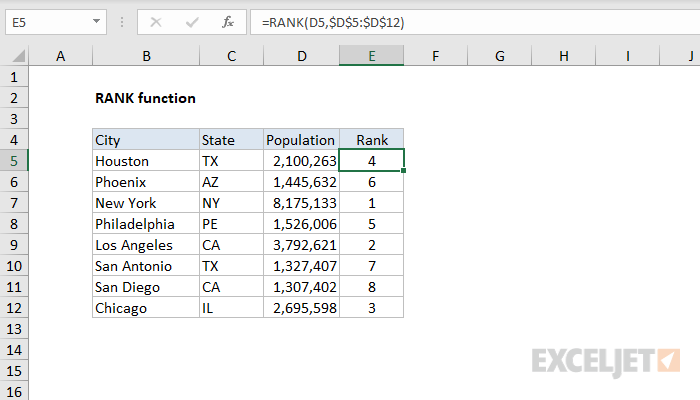 E5 fx =RANK(D5,$D$5:$D$12)
A B C D E F G H I J
1
2 RANK function
3
4 City State Population Rank
5 Houston TX 2,100,263 4
6 Phoenix AZ 1,445,632 6
7 New York NY 8,175,133 1
8 Philadelphia PE 1,526,006 5
9 Los Angeles CA 3,792,621 2
10 San Antonio TX 1,327,407 7
11 San Diego CA 1,307,402 8
12 Chicago IL 2,695,598 3
13
14
15
16
EXCELJET